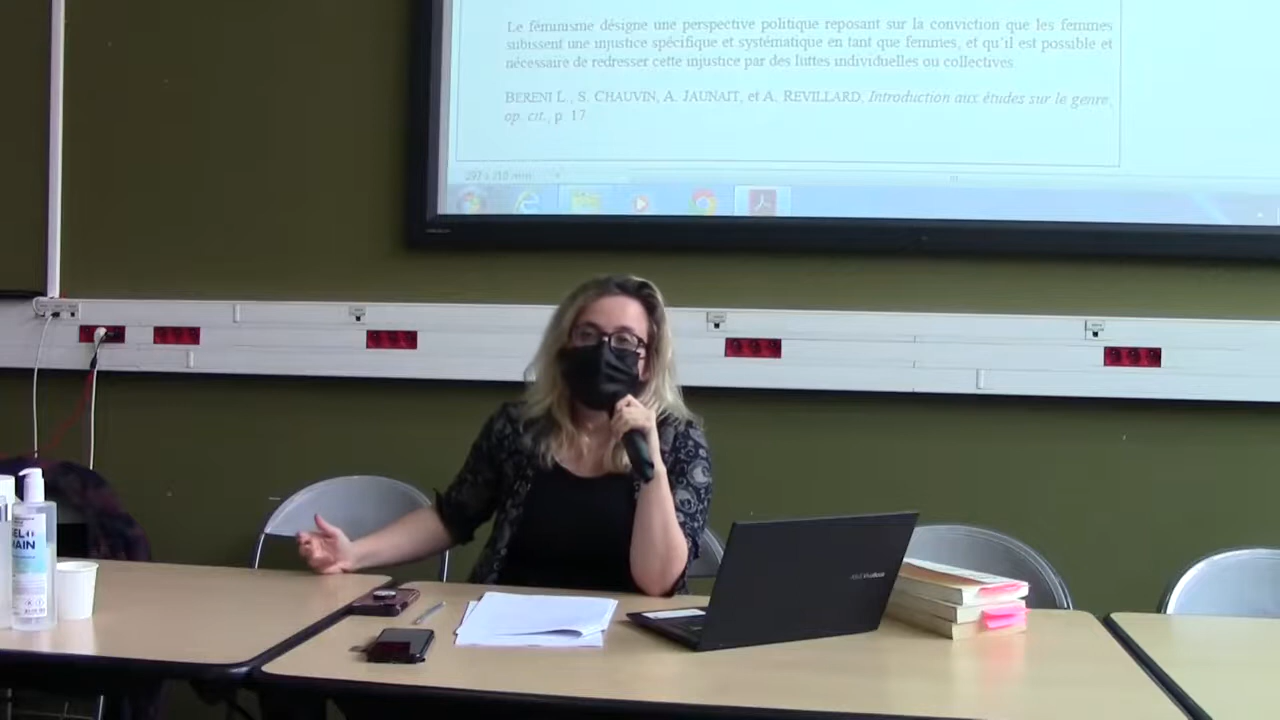 Le féminisme désigne une perspective politique reposant sur la conviction que les femmes
subissent une injustice spécifique et systématique en tant que femmes, et qu'il est possible et
nécessaire de redresser cette injustice par des luttes individuelles ou collectives.
BERENI L., S. CHAUVIN, A. JAUNAIT, et A. REVILLARD, Introduction aux études sur le genre,
op. cit., p. 17